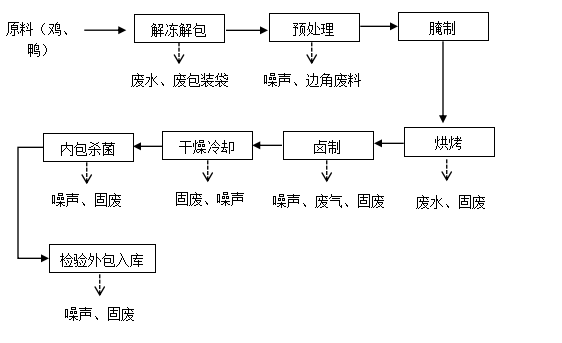 原料（鸡、
鸭）
解冻解包
预处理
腌制
废水、废包装袋
噪声、边角废料
内包杀菌
干燥冷却
卤制
烘烤
噪声、固废
固废、噪声
噪声、废气、固废
废水、固废
检验外包入库
噪声、固废